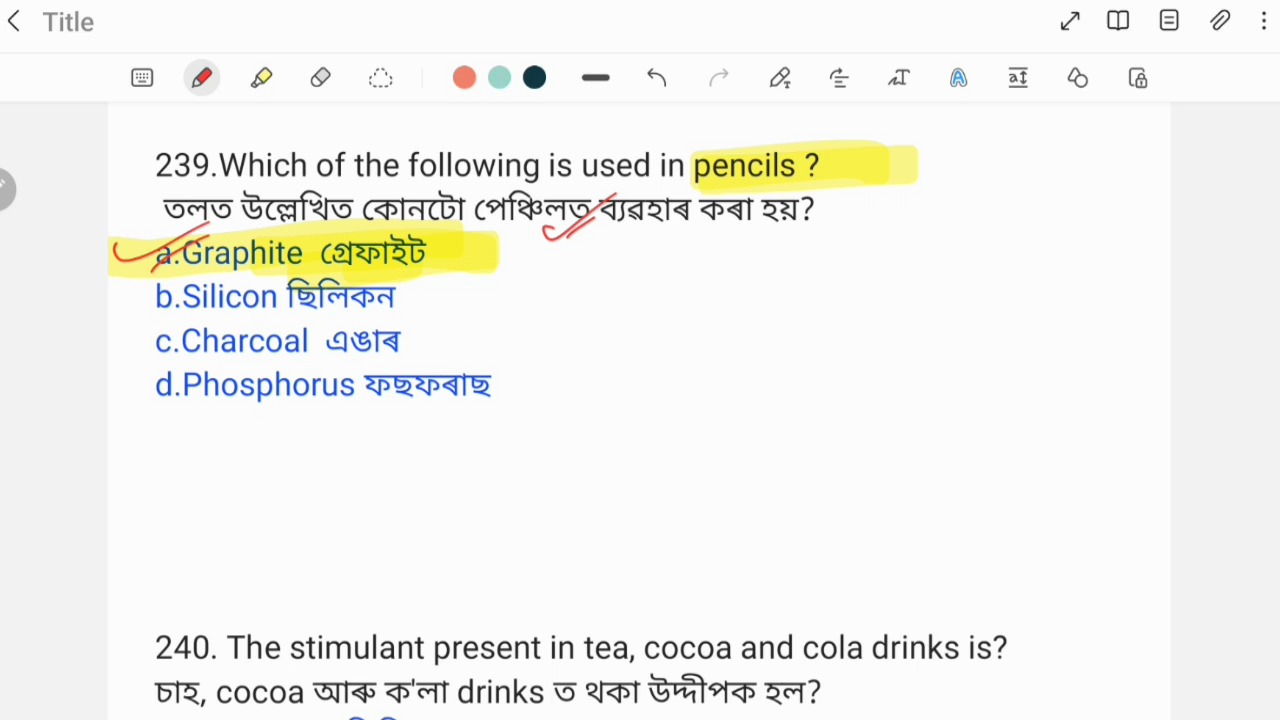 Title
239.Which of the following is used in pencils ?
তলত উল্লেখিত কোনটো পেঞ্চিলত ব্যৱহাৰ কৰা হয়?
a.Graphite গ্ৰেফাইট
b.Silicon ছিলিকন
c.Charcoal এঙাৰ
d.Phosphorus ফছফৰাছ
240. The stimulant present in tea, cocoa and cola drinks is?
চাহ, cocoa আৰু ক'লা drinks ত থকা উদ্দীপক হল?